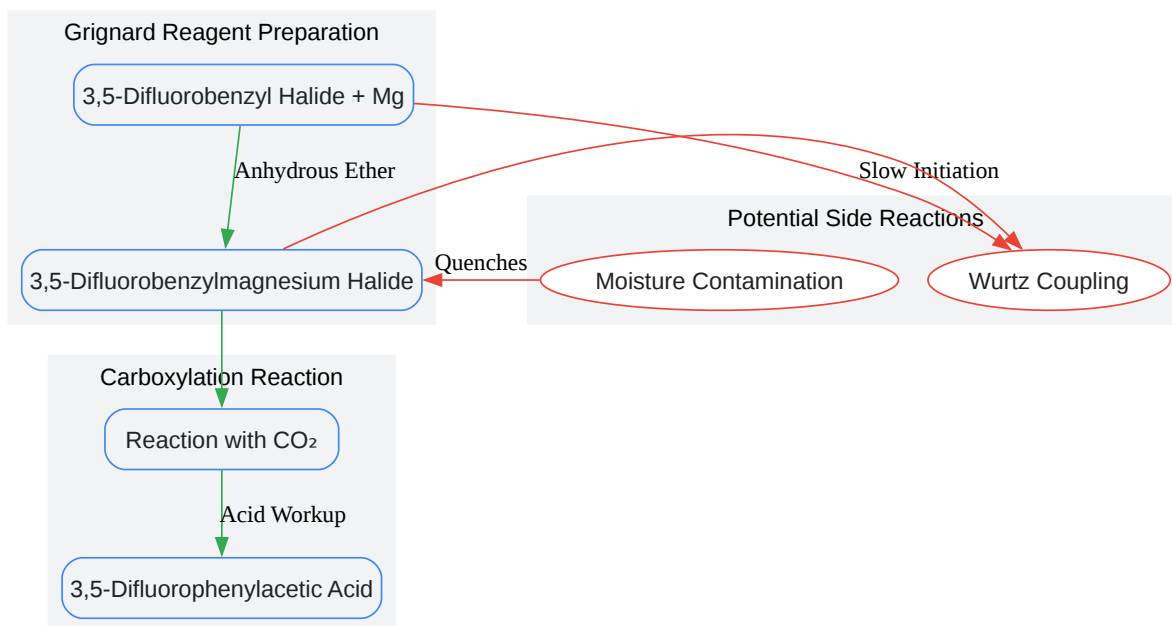 Grignard Reagent Preparation
3,5-Difluorobenzyl Halide + Mg
Anhydrous Ether
Slow Initiation
Potential Side Reactions
Quenches
3,5-Difluorobenzylmagnesium Halide
Moisture Contamination
Wurtz Coupling
Carboxylation Reaction
Reaction with CO₂
Acid Workup
3,5-Difluorophenylacetic Acid